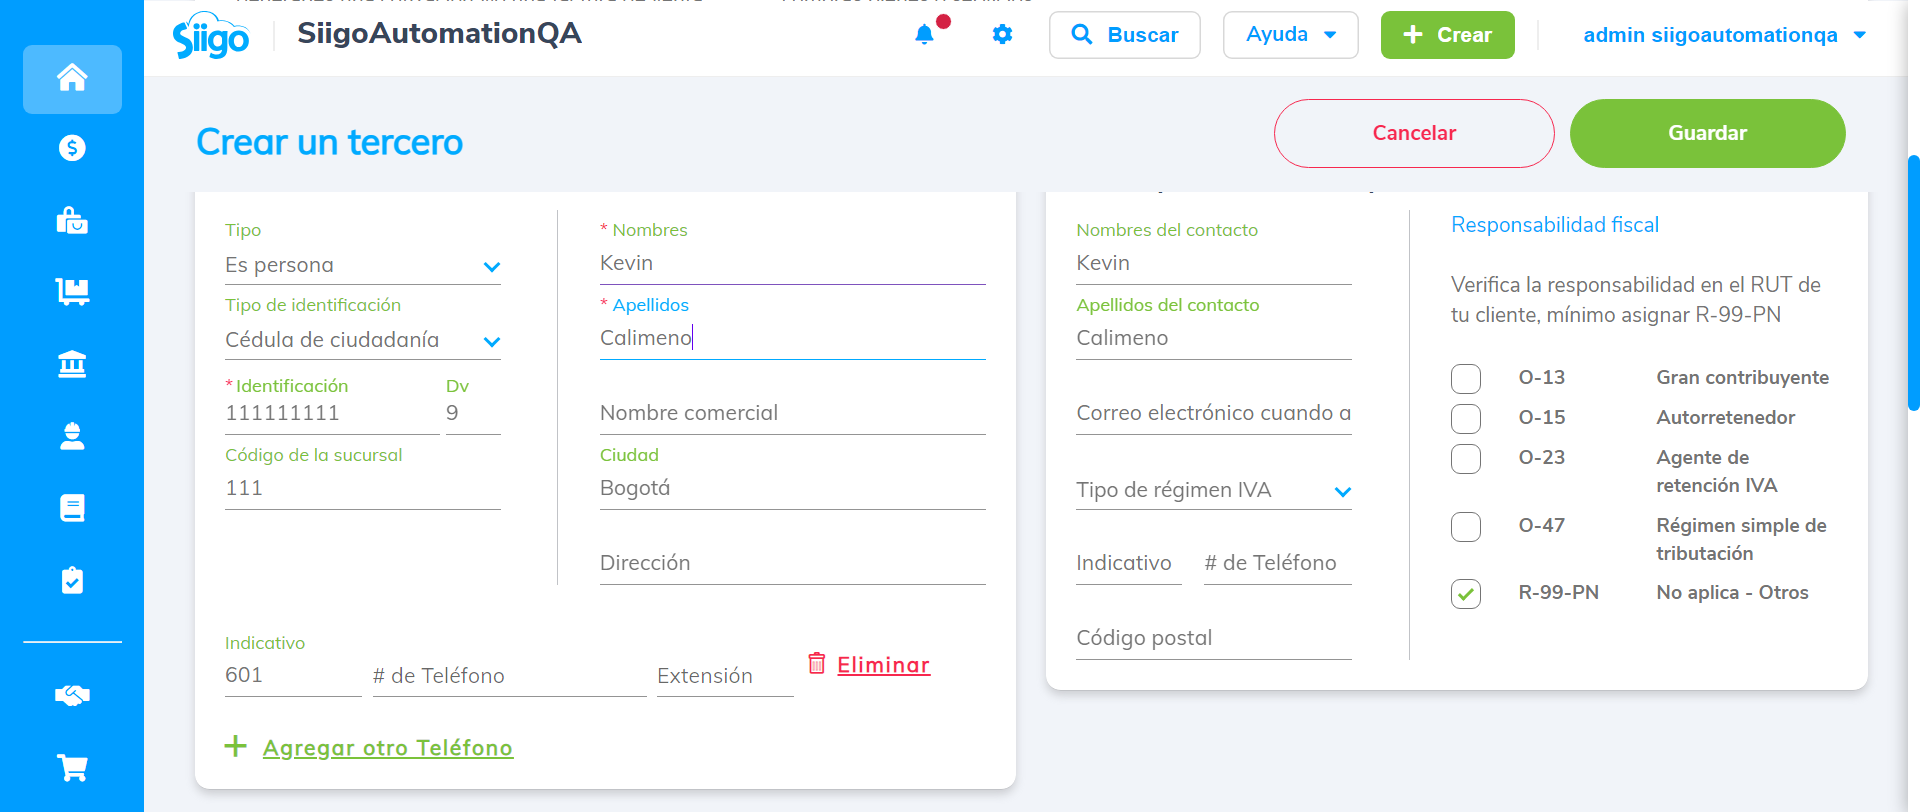 Siigo
SiigoAutomationQA
Buscar
Ayuda
Crear
admin siigoautomationqa
Crear un tercero
Cancelar
Guardar
Tipo
Es persona
Tipo de identificación
Cédula de ciudadanía
* Identificación
Dv
111111111
9
Código de la sucursal
111
* Nombres
Kevin
* Apellidos
Calimeno
Nombre comercial
Ciudad
Bogotá
Dirección
Indicativo
601
# de Teléfono
Extensión
Eliminar
Agregar otro Teléfono
Nombres del contacto
Kevin
Apellidos del contacto
Calimeno
Correo electrónico cuando a
Tipo de régimen IVA
Indicativo
# de Teléfono
Código postal
Responsabilidad fiscal
Verifica la responsabilidad en el RUT de
tu cliente, mínimo asignar R-99-PN
O-13 Gran contribuyente
O-15 Autorretenedor
O-23 Agente de
retención IVA
O-47 Régimen simple de
tributación
R-99-PN No aplica - Otros